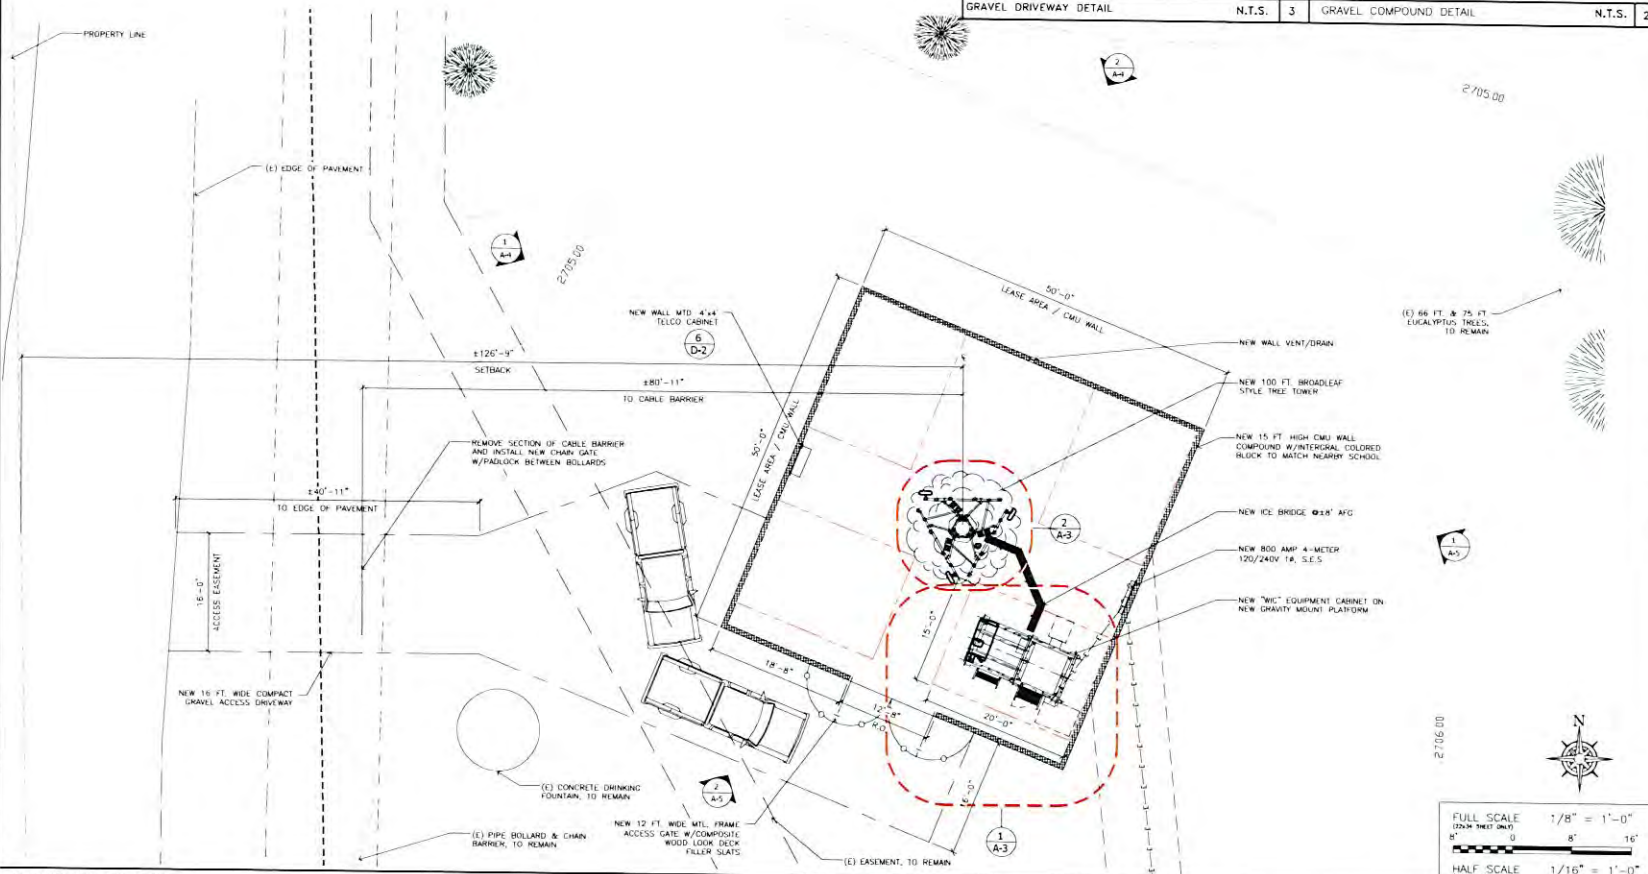 GRAVEL DRIVEWAY DETAIL N.T.S. 3 GRAVEL COMPOUND DETAIL N.T.S. 2
PROPERTY LINE
2
A-4
2705.00
(E) EDGE OF PAVEMENT
1
A-4
2705.00
50'-0"
LEASE AREA / CMU WALL
NEW WALL MTD 4'x4'
TELCO CABINET
6
D-2
(E) 66 FT. & 75 FT.
EUCALYPTUS TREES,
TO REMAIN
NEW WALL VENT/DRAIN
±126'-9"
SETBACK
±80'-11"
TO CABLE BARRIER
NEW 100 FT. BROADLEAF
STYLE TREE TOWER
50'-0"
LEASE AREA / CMU WALL
REMOVE SECTION OF CABLE BARRIER
AND INSTALL NEW CHAIN GATE
W/PADLOCK BETWEEN BOLLARDS
NEW 15 FT. HIGH CMU WALL
COMPOUND W/INTERGRAL COLORED
BLOCK TO MATCH NEARBY SCHOOL
±40'-11"
TO EDGE OF PAVEMENT
NEW ICE BRIDGE @±8' AFG
2
A-3
1
A-5
NEW 800 AMP 4-METER
120/240V 1ø, S.E.S
16'-0"
ACCESS EASEMENT
NEW "WIC" EQUIPMENT CABINET ON
NEW GRAVITY MOUNT PLATFORM
15'-0"
18'-8"
NEW 16 FT. WIDE COMPACT
GRAVEL ACCESS DRIVEWAY
12'-8"
R.O.
20'-0"
2706.00
N
(E) CONCRETE DRINKING
FOUNTAIN, TO REMAIN
2
A-5
6'-0"
NEW 12 FT. WIDE MTL. FRAME
ACCESS GATE W/COMPOSITE
WOOD LOOK DECK
FILLER SLATS
(E) PIPE BOLLARD & CHAIN
BARRIER, TO REMAIN
1
A-3
(E) EASEMENT, TO REMAIN
FULL SCALE 1/8" = 1'-0"
(22x34 SHEET ONLY)
8' 0 8' 16'
HALF SCALE 1/16" = 1'-0"